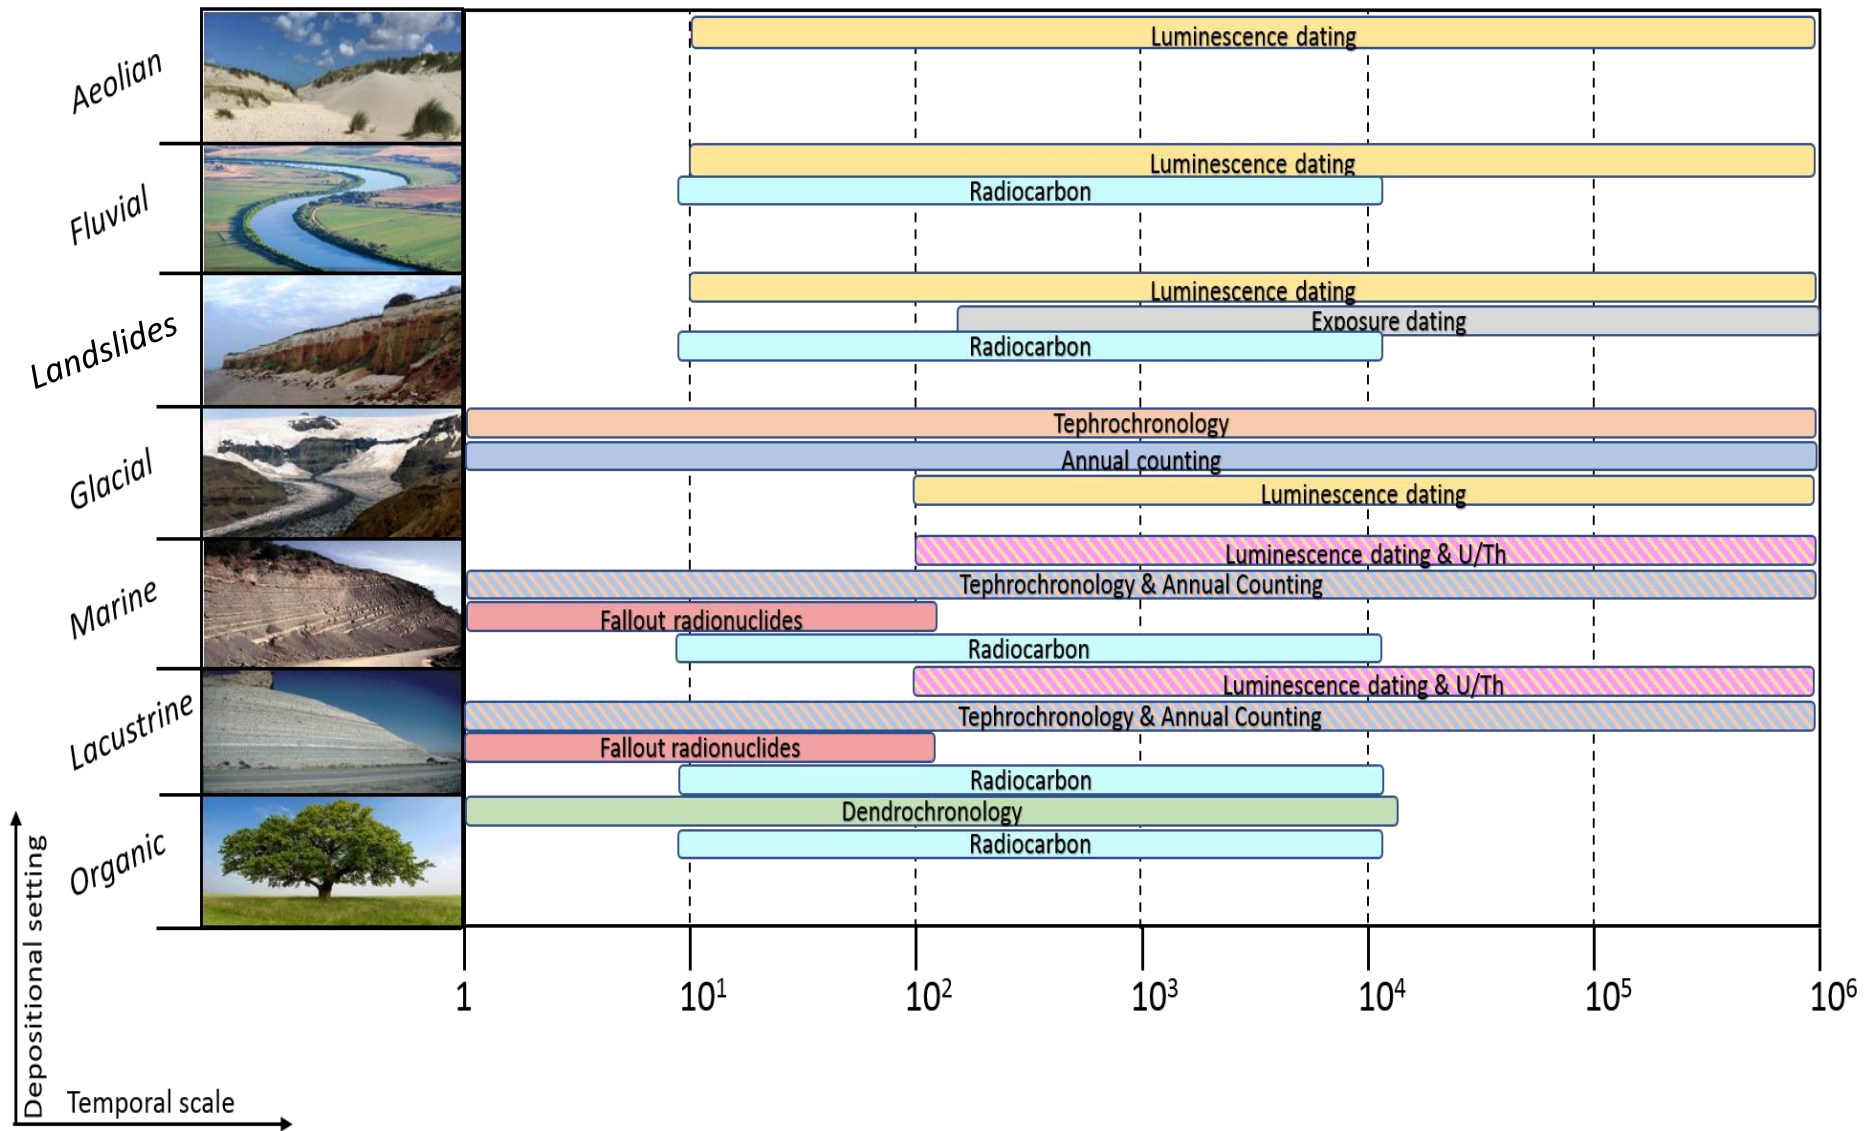 Aeolian
Luminescence dating
Fluvial
Luminescence dating
Radiocarbon
Landslides
Luminescence dating
Exposure dating
Radiocarbon
Glacial
Tephrochronology
Annual counting
Luminescence dating
Marine
Luminescence dating & U/Th
Tephrochronology & Annual Counting
Fallout radionuclides
Radiocarbon
Lacustrine
Luminescence dating & U/Th
Tephrochronology & Annual Counting
Fallout radionuclides
Radiocarbon
Organic
Dendrochronology
Radiocarbon
1 10¹ 10² 10³ 10⁴ 10⁵ 10⁶
Depositional setting
Temporal scale